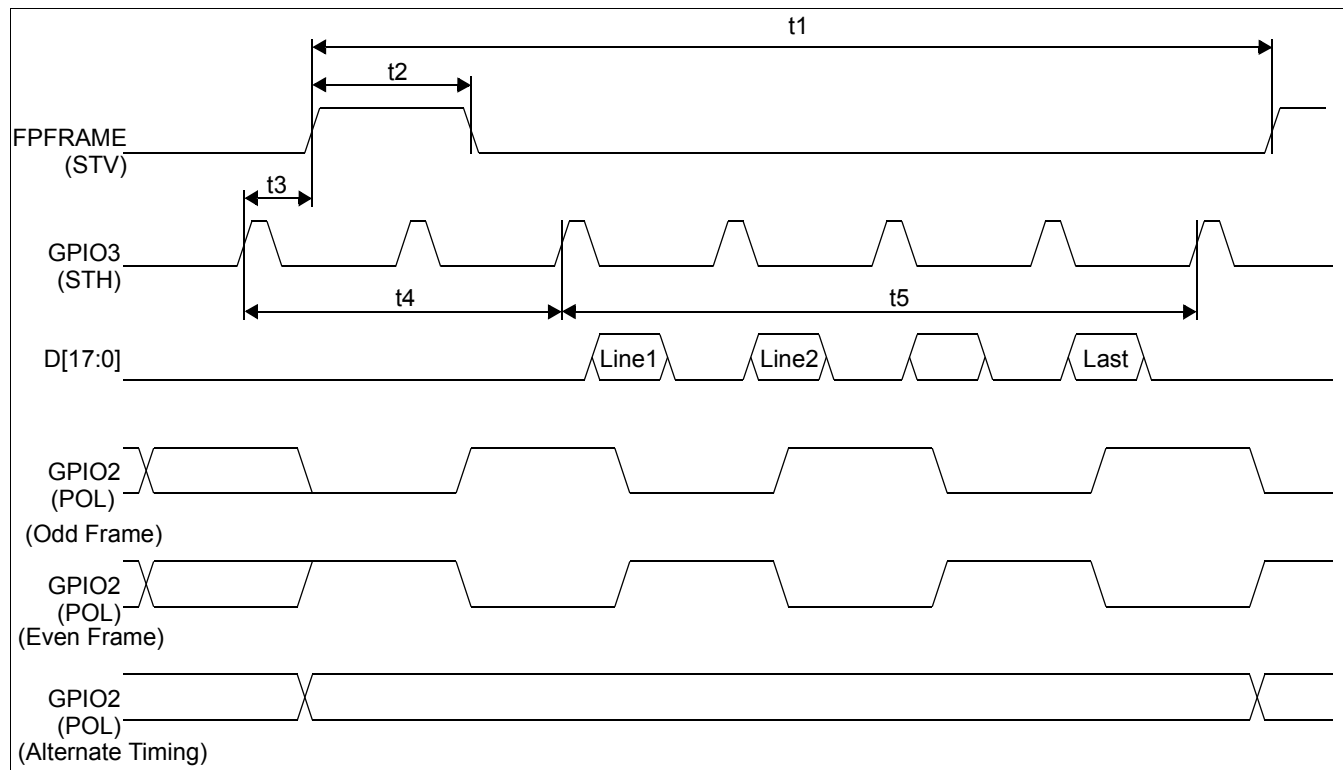 t1
t2
FPFRAME
(STV)
t3
GPIO3
(STH)
t4
t5
D[17:0]
Line1
Line2
Last
GPIO2
(POL)
(Odd Frame)
GPIO2
(POL)
(Even Frame)
GPIO2
(POL)
(Alternate Timing)